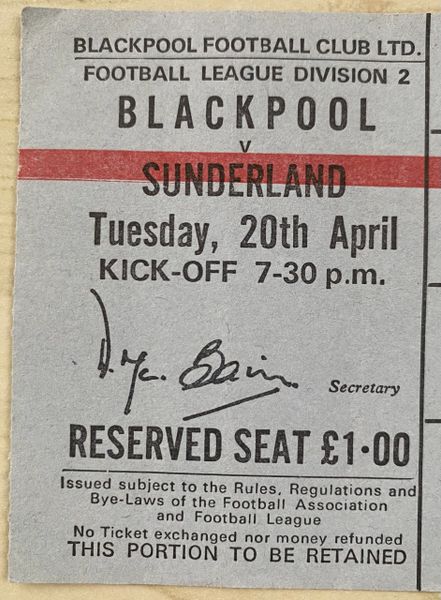 BLACKPOOL FOOTBALL CLUB LTD.
FOOTBALL LEAGUE DIVISION 2
BLACKPOOL
v
SUNDERLAND
Tuesday, 20th April
KICK-OFF 7-30 p.m.
D. Mc. Bain.
Secretary
RESERVED SEAT £1·00
Issued subject to the Rules, Regulations and
Bye-Laws of the Football Association
and Football League
No Ticket exchanged nor money refunded
THIS PORTION TO BE RETAINED